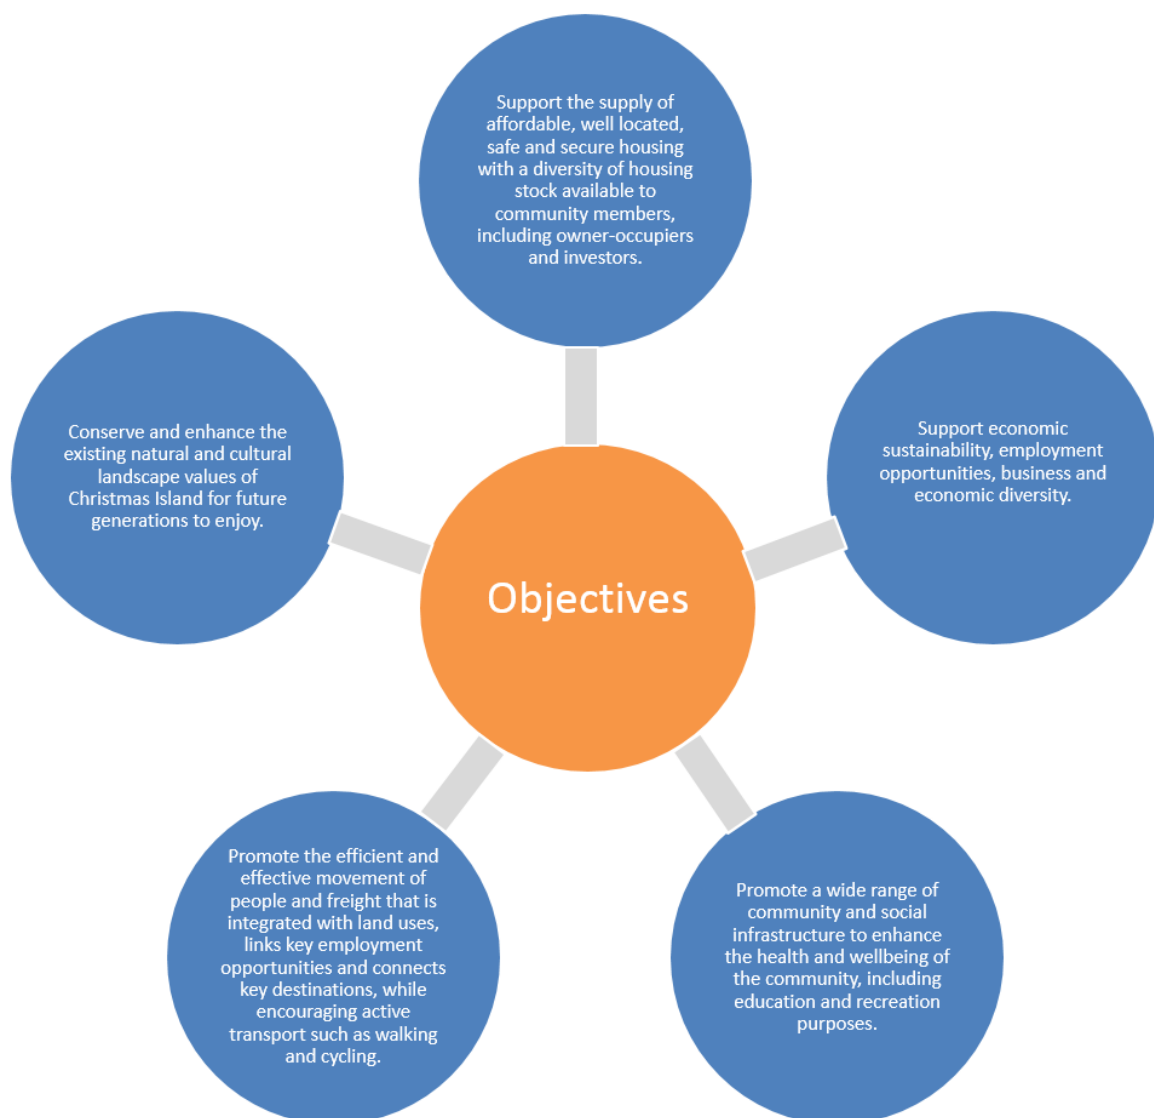 Support the supply of
affordable, well located,
safe and secure housing
with a diversity of housing
stock available to
community members,
including owner-occupiers
and investors.
Support economic
sustainability, employment
opportunities, business and
economic diversity.
Promote a wide range of
community and social
infrastructure to enhance
the health and wellbeing of
the community, including
education and recreation
purposes.
Promote the efficient and
effective movement of
people and freight that is
integrated with land uses,
links key employment
opportunities and connects
key destinations, while
encouraging active
transport such as walking
and cycling.
Conserve and enhance the
existing natural and cultural
landscape values of
Christmas Island for future
generations to enjoy.
Objectives